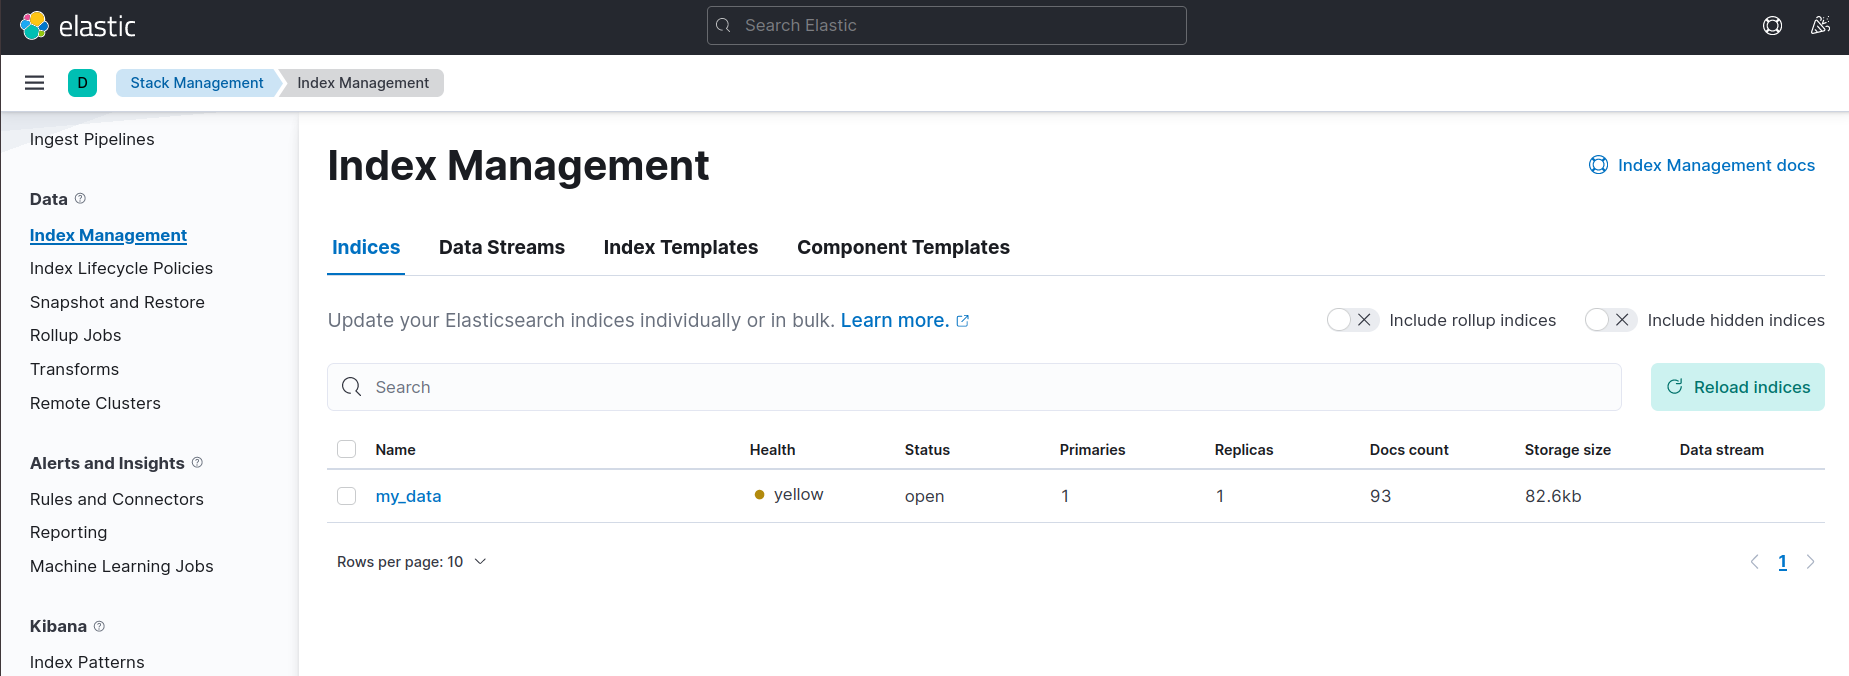 elastic
Search Elastic
D
Stack Management
Index Management
Ingest Pipelines
Data
Index Management
Index Lifecycle Policies
Snapshot and Restore
Rollup Jobs
Transforms
Remote Clusters
Alerts and Insights
Rules and Connectors
Reporting
Machine Learning Jobs
Kibana
Index Patterns
Index Management
Index Management docs
Indices Data Streams Index Templates Component Templates
Update your Elasticsearch indices individually or in bulk. Learn more.
Include rollup indices
Include hidden indices
Search
Reload indices
Name Health Status Primaries Replicas Docs count Storage size Data stream
my_data yellow open 1 1 93 82.6kb
Rows per page: 10
1